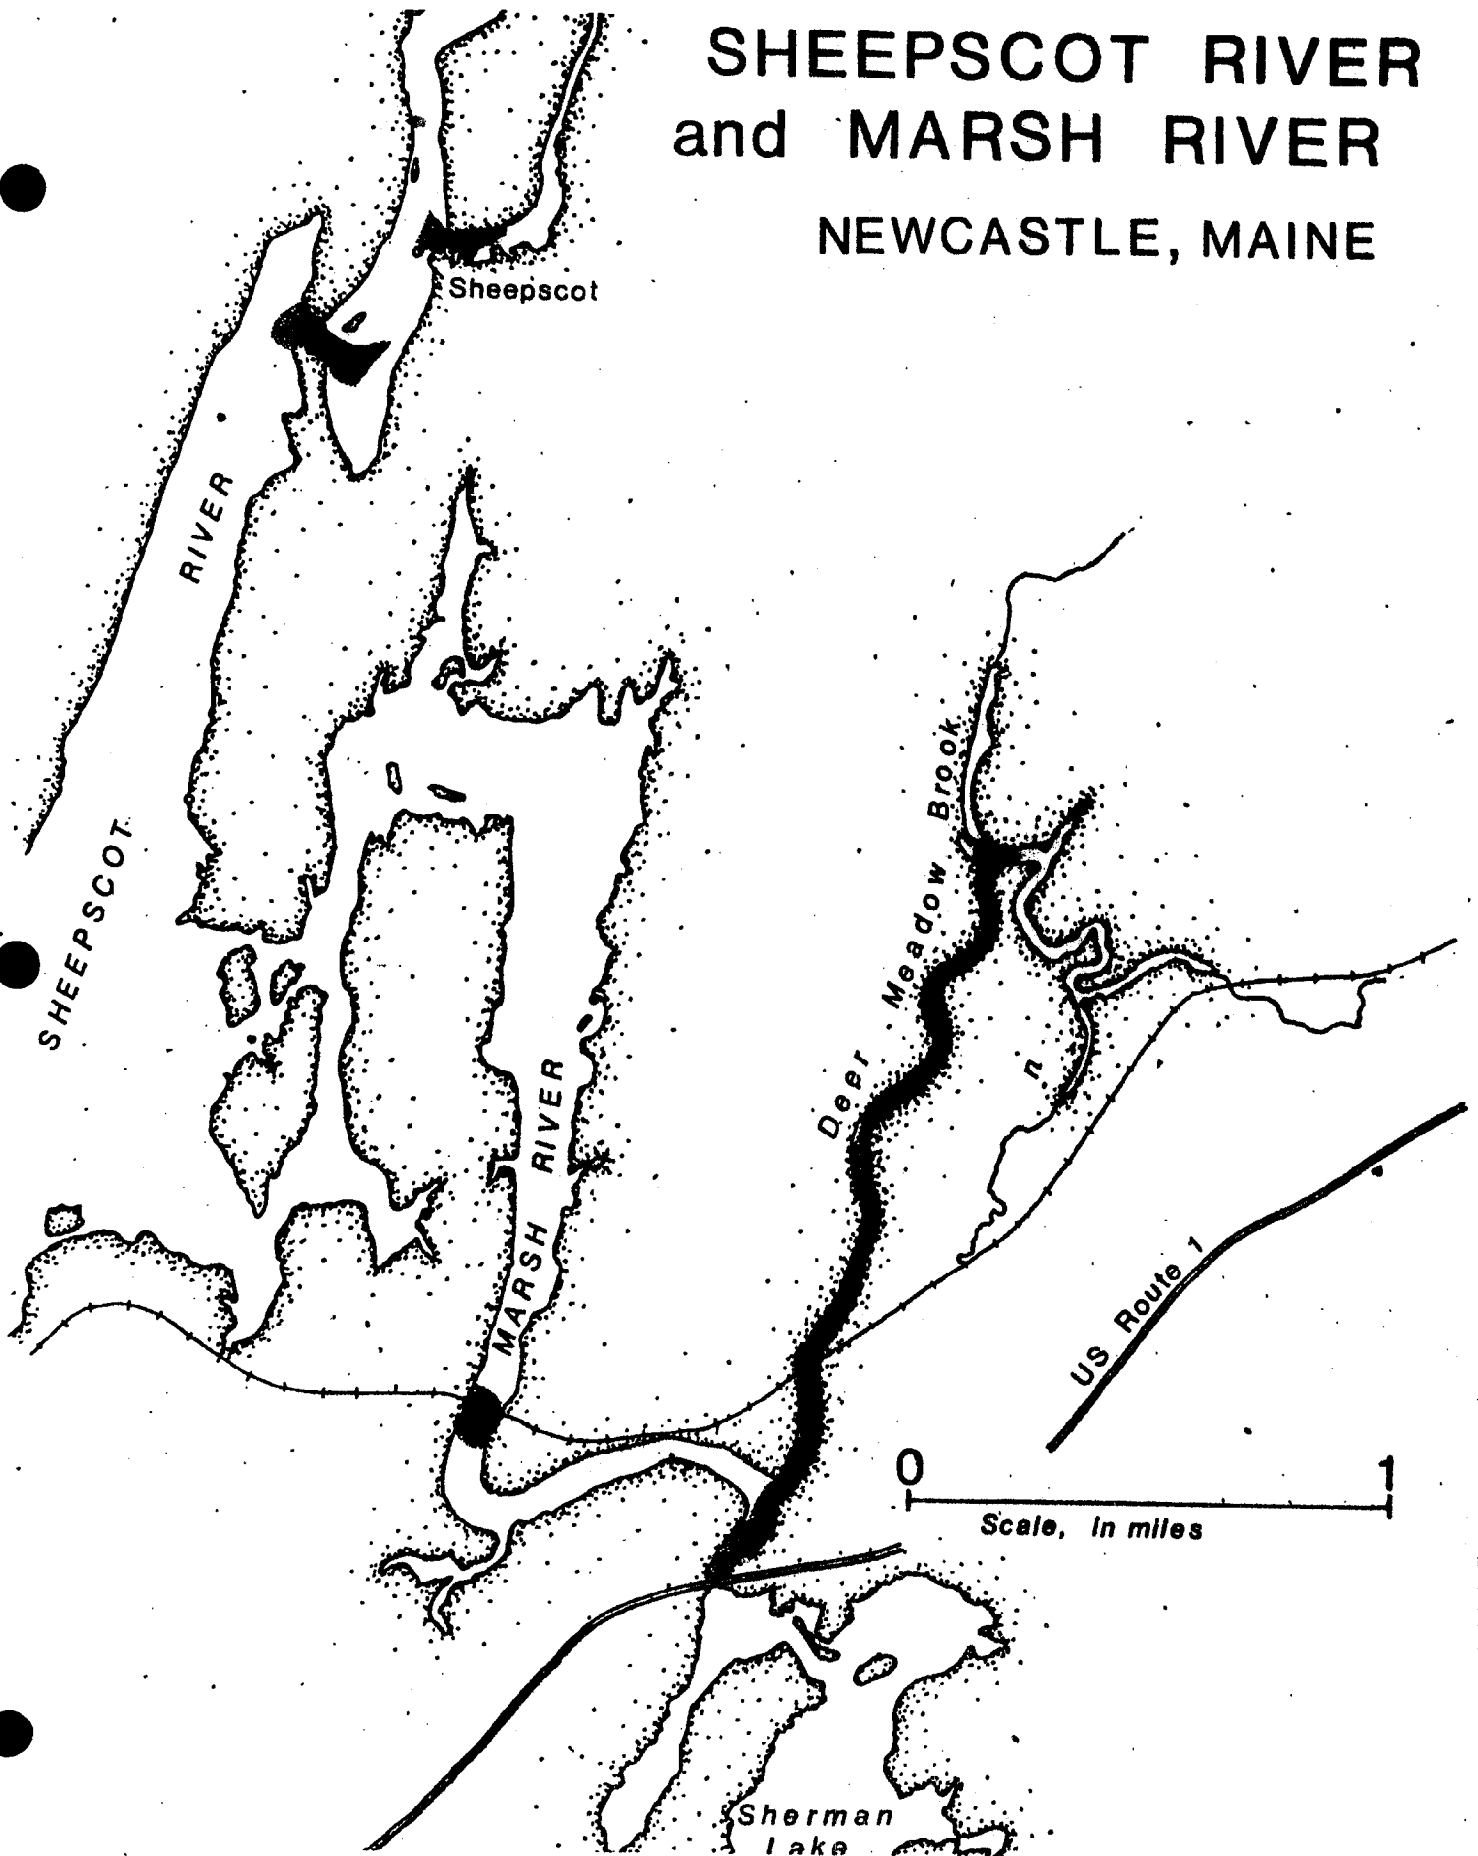 SHEEPSCOT RIVER
and MARSH RIVER
NEWCASTLE, MAINE
Sheepscot
SHEEPSCOT RIVER
Deer Meadow Brook
n
MARSH RIVER
US Route 1
0 1
Scale, in miles
Sherman
Lake